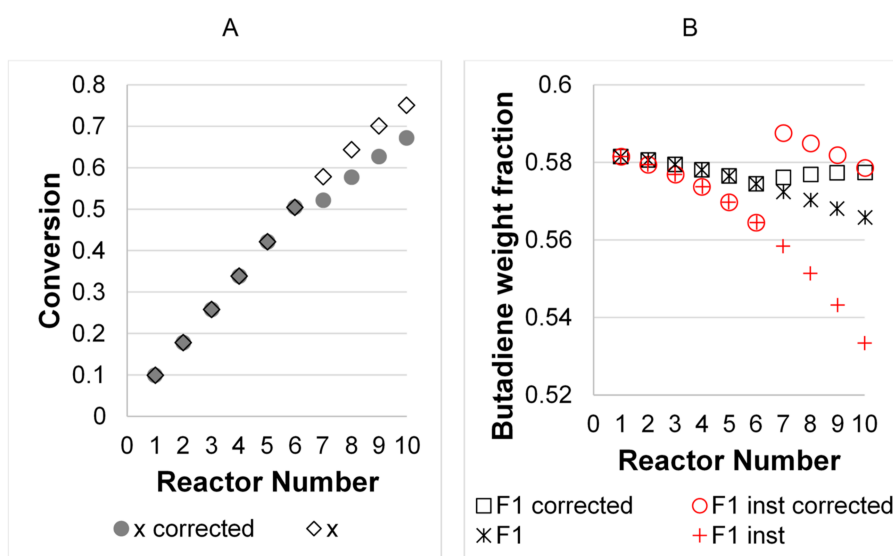 A
B
0.8
0.7
0.6
0.5
0.4
0.3
0.2
0.1
0
Conversion
0 1 2 3 4 5 6 7 8 9 10
Reactor Number
x corrected x
0.6
0.58
0.56
0.54
0.52
Butadiene weight fraction
0 1 2 3 4 5 6 7 8 9 10
Reactor Number
F1 corrected F1 inst corrected
F1 F1 inst